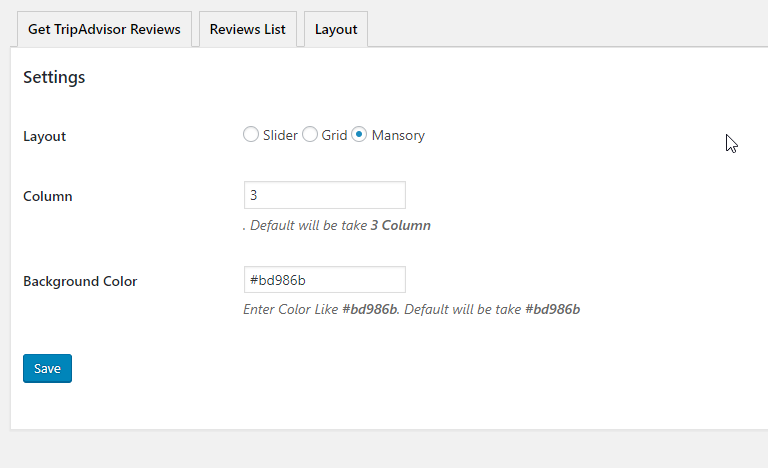 Get TripAdvisor Reviews Reviews List Layout
Settings
Layout Slider Grid Mansory
Column 3
. Default will be take 3 Column
Background Color #bd986b
Enter Color Like #bd986b. Default will be take #bd986b
Save